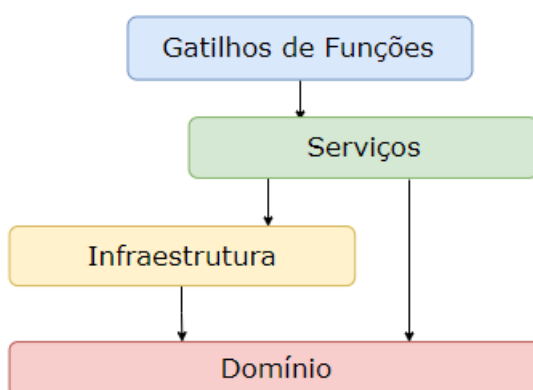 Gatilhos de Funções
Serviços
Infraestrutura
Domínio